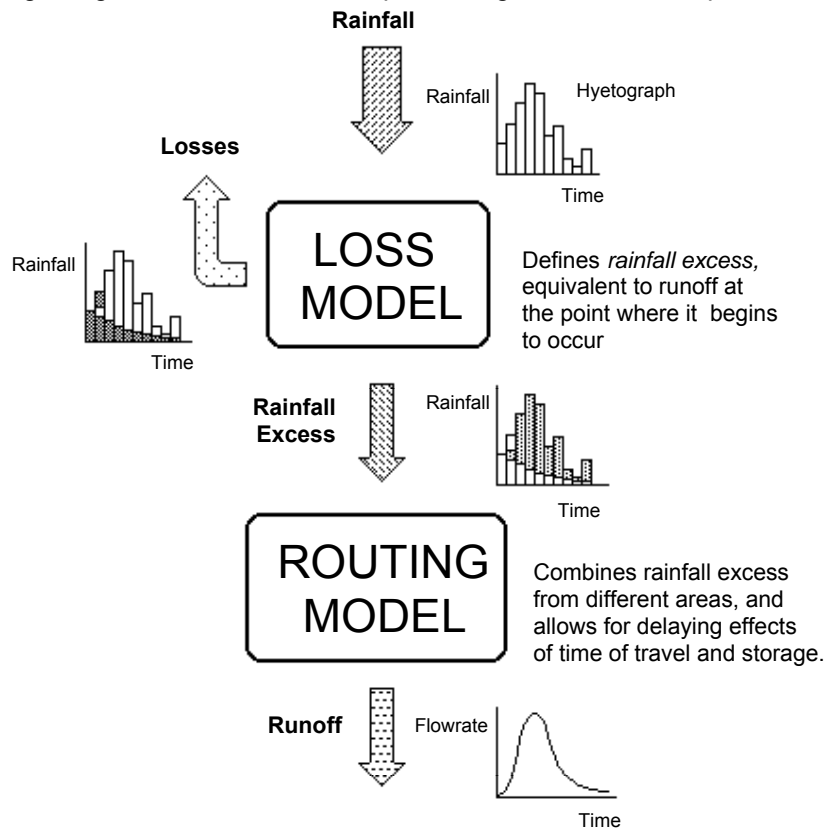 Rainfall
Rainfall
Hyetograph
Time
Losses
Rainfall
Time
LOSS
MODEL
Defines rainfall excess,
equivalent to runoff at
the point where it begins
to occur
Rainfall
Excess
Rainfall
Time
ROUTING
MODEL
Combines rainfall excess
from different areas, and
allows for delaying effects
of time of travel and storage.
Runoff
Flowrate
Time